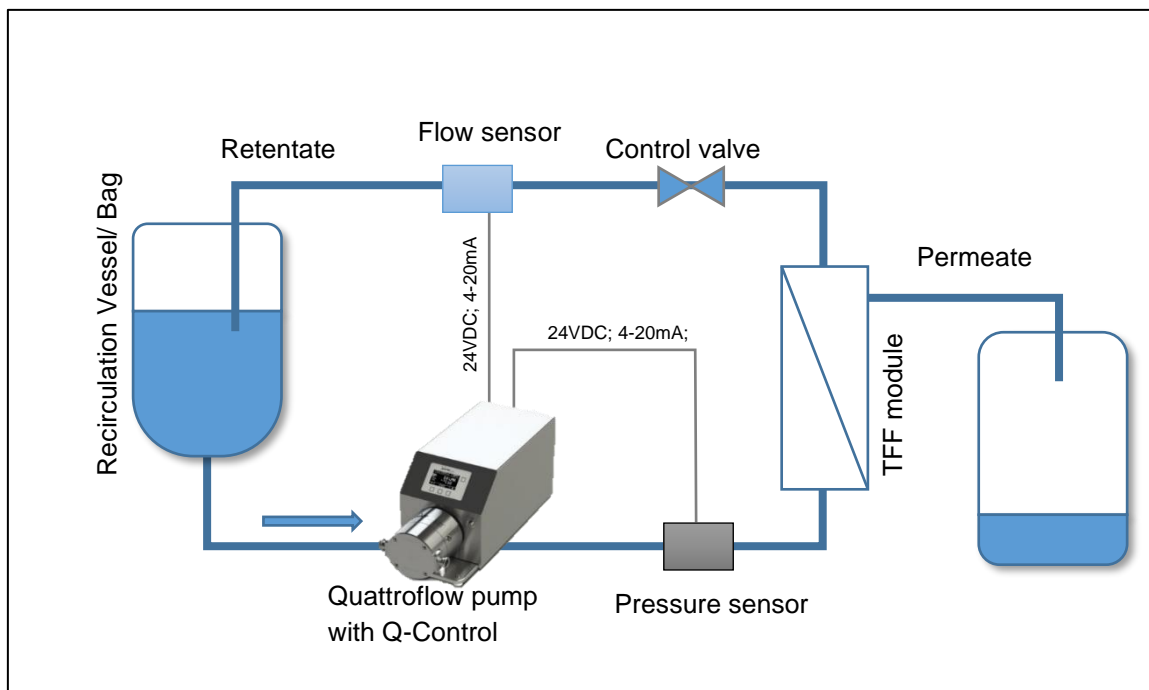 Flow sensor
Retentate
Control valve
Recirculation Vessel/ Bag
24VDC; 4-20mA
24VDC; 4-20mA;
Permeate
TFF module
Quattroflow pump
with Q-Control
Pressure sensor